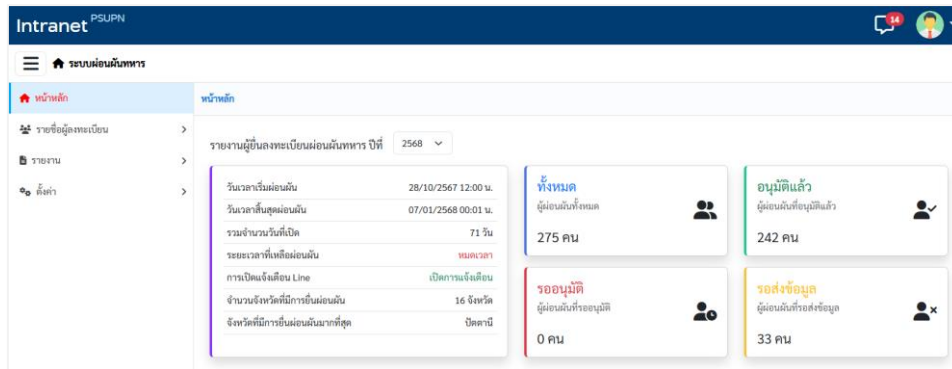 Intranet PSUPN
14
ระบบผ่อนผันทหาร
หน้าหลัก
รายชื่อผู้ลงทะเบียน
รายงาน
ตั้งค่า
หน้าหลัก
รายงานผู้ยื่นลงทะเบียนผ่อนผันทหาร ปีที่ 2568
วันเวลาเริ่มผ่อนผัน 28/10/2567 12:00 น.
วันเวลาสิ้นสุดผ่อนผัน 07/01/2568 00:01 น.
รวมจำนวนวันที่เปิด 71 วัน
ระยะเวลาที่เหลือผ่อนผัน หมดเวลา
การเปิดแจ้งเตือน Line เปิดการแจ้งเตือน
จำนวนจังหวัดที่มีการยื่นผ่อนผัน 16 จังหวัด
จังหวัดที่มีการยื่นผ่อนผันมากที่สุด ปัตตานี
ทั้งหมด
ผู้ผ่อนผันทั้งหมด
275 คน
อนุมัติแล้ว
ผู้ผ่อนผันที่อนุมัติแล้ว
242 คน
รออนุมัติ
ผู้ผ่อนผันที่รออนุมัติ
0 คน
รอส่งข้อมูล
ผู้ผ่อนผันที่รอส่งข้อมูล
33 คน